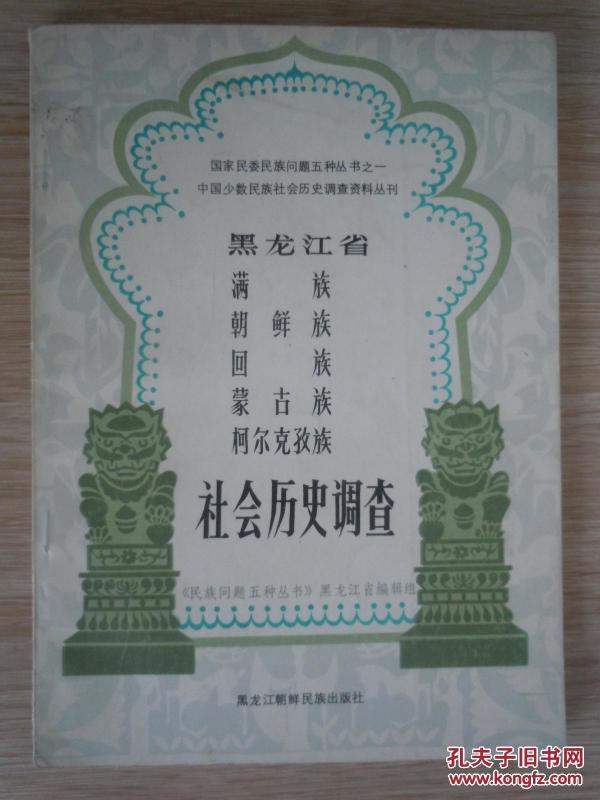 国家民委民族问题五种丛书之一
中国少数民族社会历史调查资料丛刊
黑龙江省
满族
朝鲜族
回族
蒙古族
柯尔克孜族
社会历史调查
《民族问题五种丛书》黑龙江省编辑组
黑龙江朝鲜民族出版社
孔夫子旧书网
www.kongfz.com